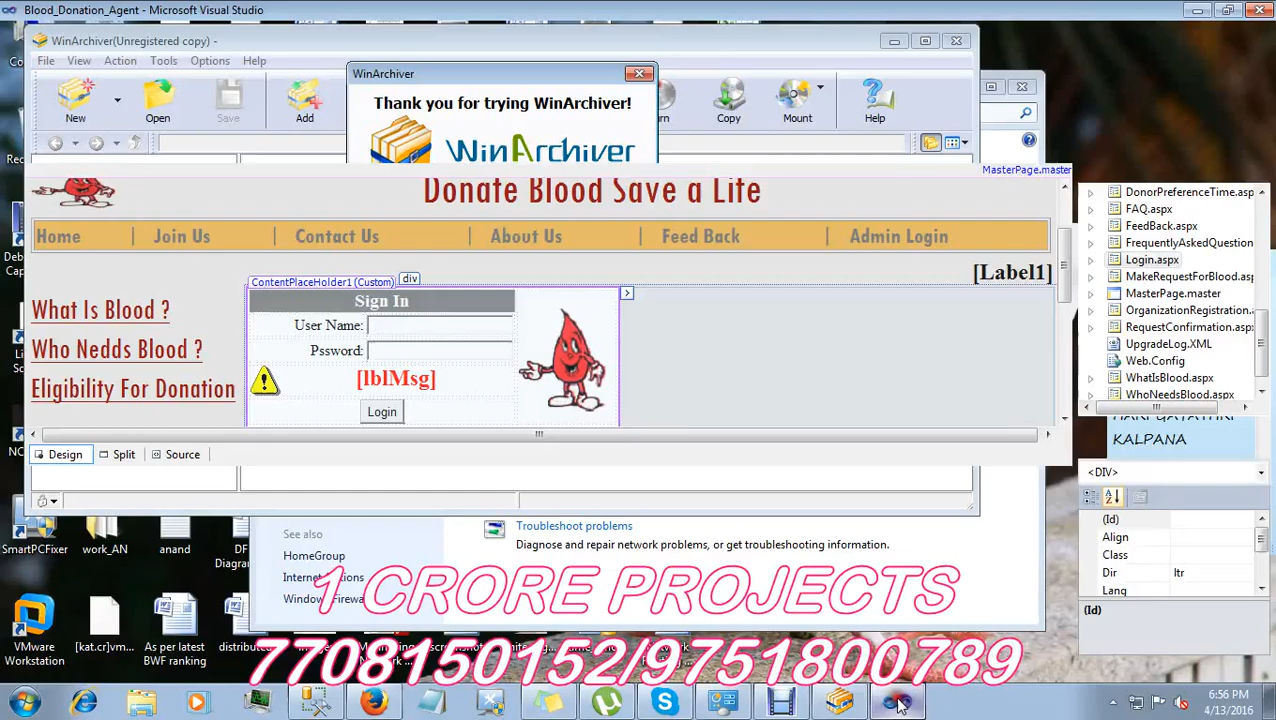 Blood_Donation_Agent - Microsoft Visual Studio
WinArchiver(Unregistered copy) -
File View Action Tools Options Help
New Open Save Add Copy Mount Help
WinArchiver
Thank you for trying WinArchiver!
WinArchiver
MasterPage.master
Donate Blood Save a Life
Home | Join Us | Contact Us | About Us | Feed Back | Admin Login
[Label1]
ContentPlaceHolder1 (Custom) div
Sign In
User Name:
Pssword:
[lblMsg]
Login
What Is Blood ?
Who Nedds Blood ?
Eligibility For Donation
Design Split Source
DonorPreferenceTime.asp
FAQ.aspx
FeedBack.aspx
FrequentlyAskedQuestion
Login.aspx
MakeRequestForBlood.asp
MasterPage.master
OrganizationRegistration.
RequestConfirmation.aspx
UpgradeLog.XML
Web.Config
WhatIsBlood.aspx
WhoNeedsBlood.aspx
KALPANA
<DIV>
(Id)
Align
Class
Dir ltr
Lang
(Id)
See also
HomeGroup
Troubleshoot problems
Diagnose and repair network problems, or get troubleshooting information.
SmartPCFixer
work_AN
anand
DF
Diagram
VMware
Workstation
[kat.cr]vm...
As per latest
BWF ranking
1 CRORE PROJECTS
7708150152/9751800789
6:56 PM
4/13/2016